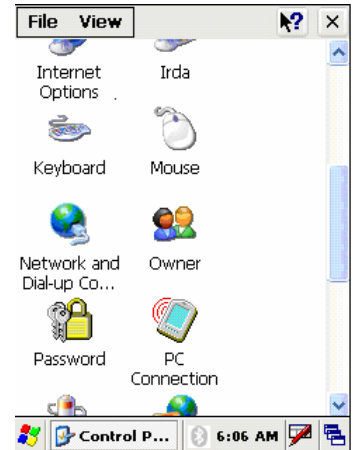 File View
?
Internet
Options
Irda
Keyboard
Mouse
Network and
Dial-up Co...
Owner
Password
PC
Connection
Control P...
6:06 AM